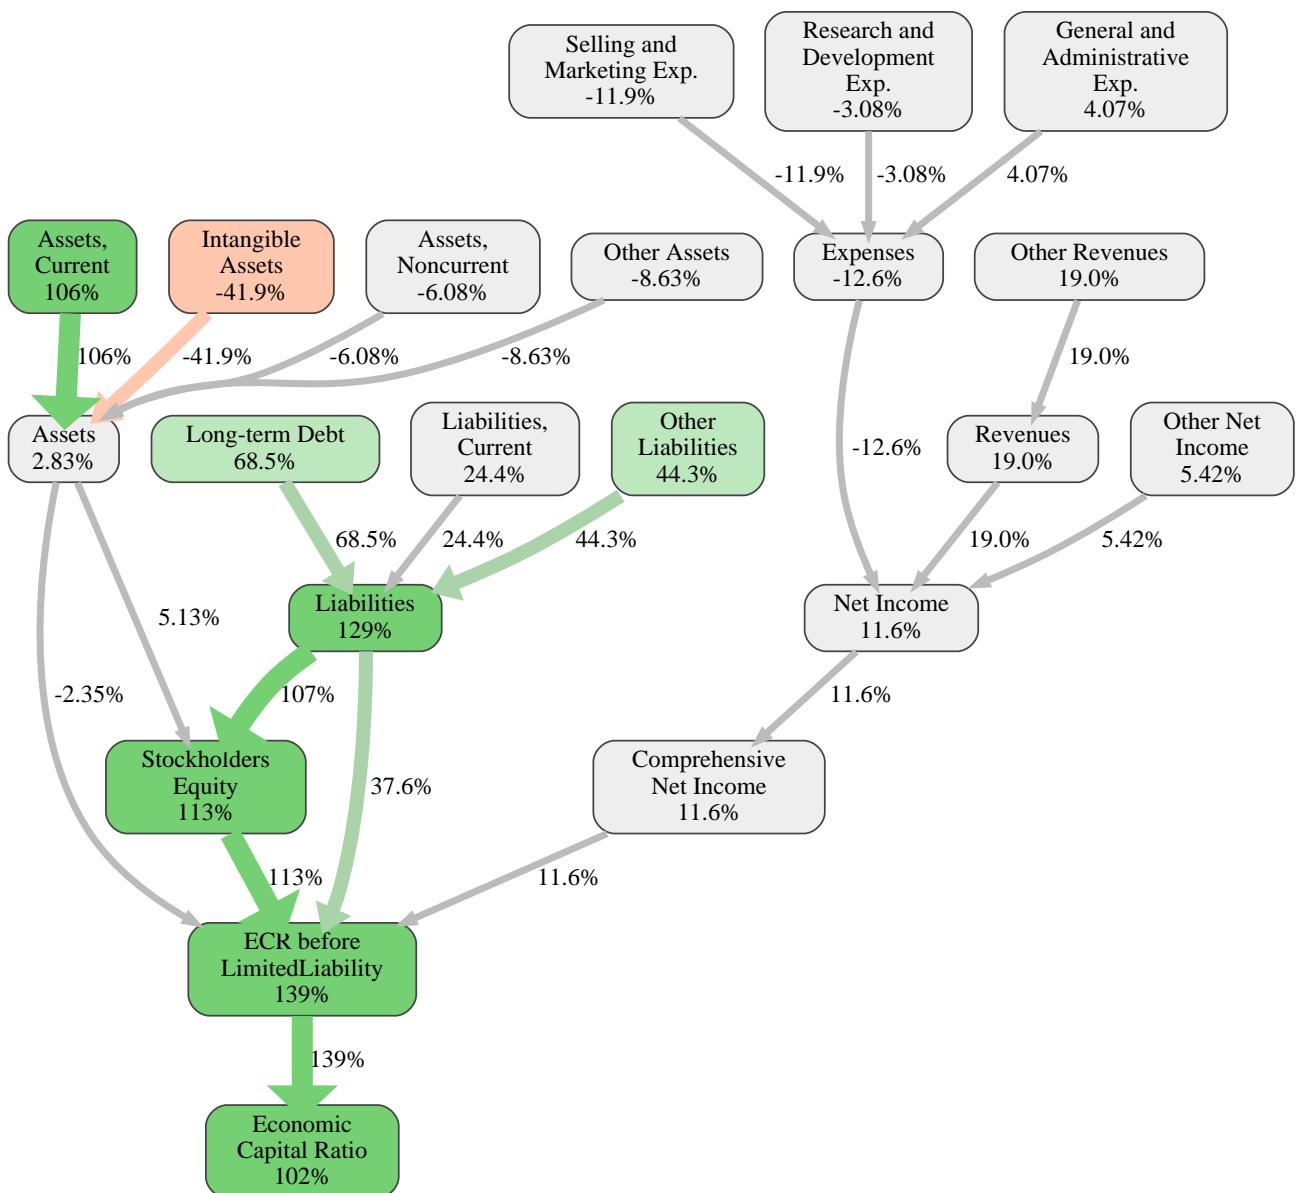 Selling and
Marketing Exp.
-11.9%
Research and
Development
Exp.
-3.08%
General and
Administrative
Exp.
4.07%
-11.9%
-3.08%
4.07%
Assets,
Current
106%
Intangible
Assets
-41.9%
Assets,
Noncurrent
-6.08%
Other Assets
-8.63%
Expenses
-12.6%
Other Revenues
19.0%
106%
-41.9%
-6.08%
-8.63%
19.0%
Assets
2.83%
Long-term Debt
68.5%
Liabilities,
Current
24.4%
Other
Liabilities
44.3%
-12.6%
Revenues
19.0%
Other Net
Income
5.42%
68.5%
24.4%
44.3%
19.0%
5.42%
5.13%
Liabilities
129%
Net Income
11.6%
-2.35%
107%
11.6%
Stockholders
Equity
113%
37.6%
Comprehensive
Net Income
11.6%
113%
11.6%
ECR before
LimitedLiability
139%
139%
Economic
Capital Ratio
102%